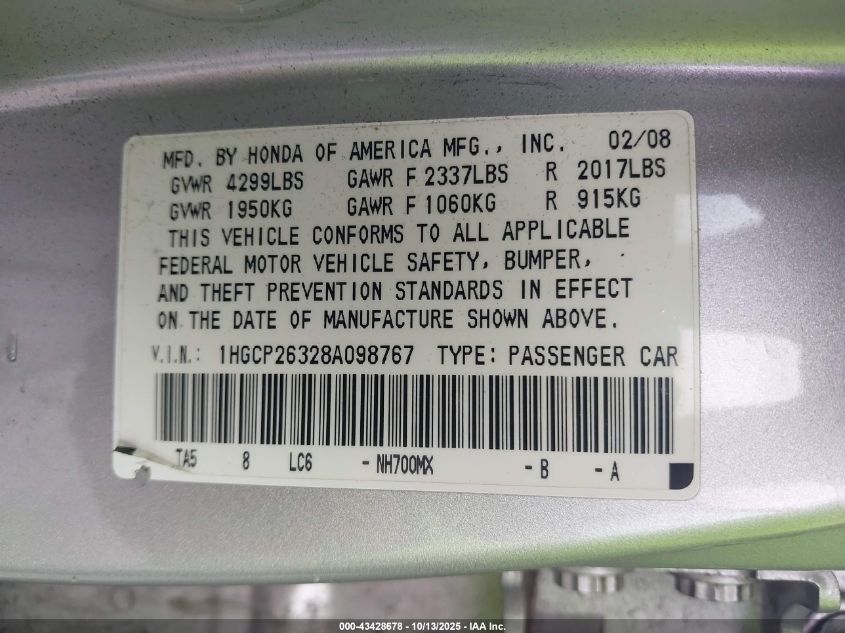 MFD. BY HONDA OF AMERICA MFG., INC. 02/08
GVWR 4299LBS GAWR F 2337LBS R 2017LBS
GVWR 1950KG GAWR F 1060KG R 915KG
THIS VEHICLE CONFORMS TO ALL APPLICABLE
FEDERAL MOTOR VEHICLE SAFETY, BUMPER,
AND THEFT PREVENTION STANDARDS IN EFFECT
ON THE DATE OF MANUFACTURE SHOWN ABOVE.
V.I.N.: 1HGCP26328A098767 TYPE: PASSENGER CAR
TA5 8 LC6 - NH700MX - B - A
000-43428678 | 10/13/2025 - IAA Inc.